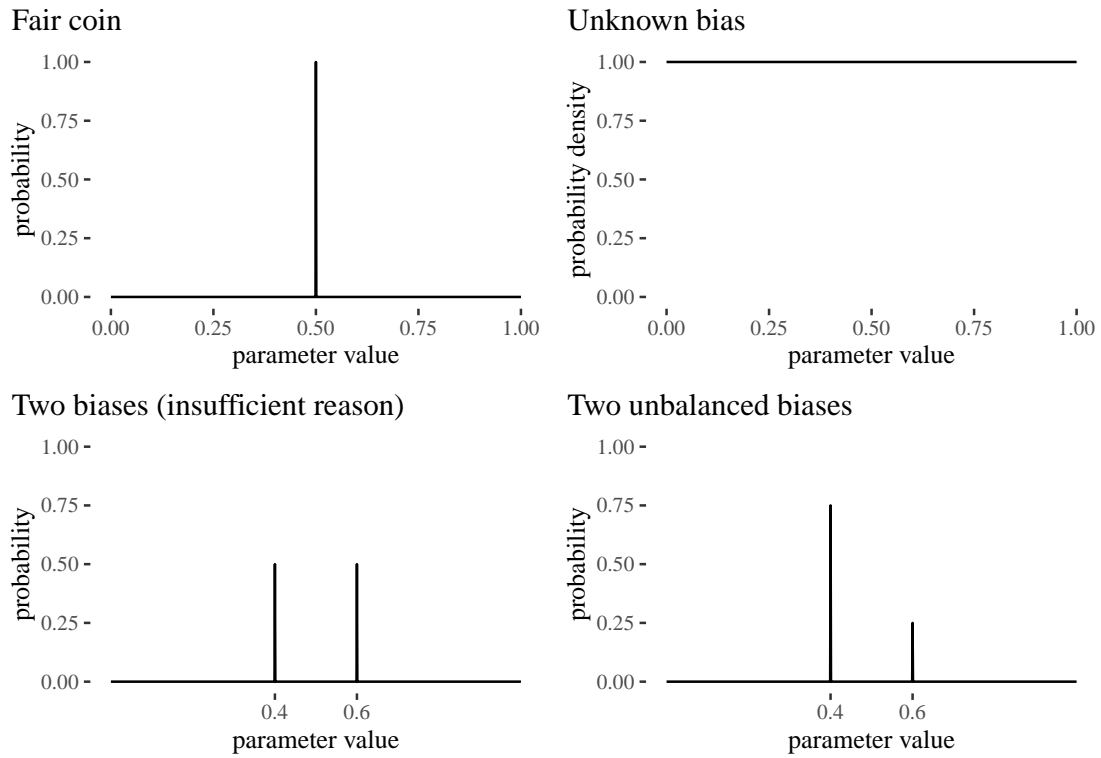 Fair coin
1.00
0.75
0.50
0.25
0.00
probability
0.00 0.25 0.50 0.75 1.00
parameter value
Unknown bias
1.00
0.75
0.50
0.25
0.00
probability density
0.00 0.25 0.50 0.75 1.00
parameter value
Two biases (insufficient reason)
1.00
0.75
0.50
0.25
0.00
probability
0.4 0.6
parameter value
Two unbalanced biases
1.00
0.75
0.50
0.25
0.00
probability
0.4 0.6
parameter value